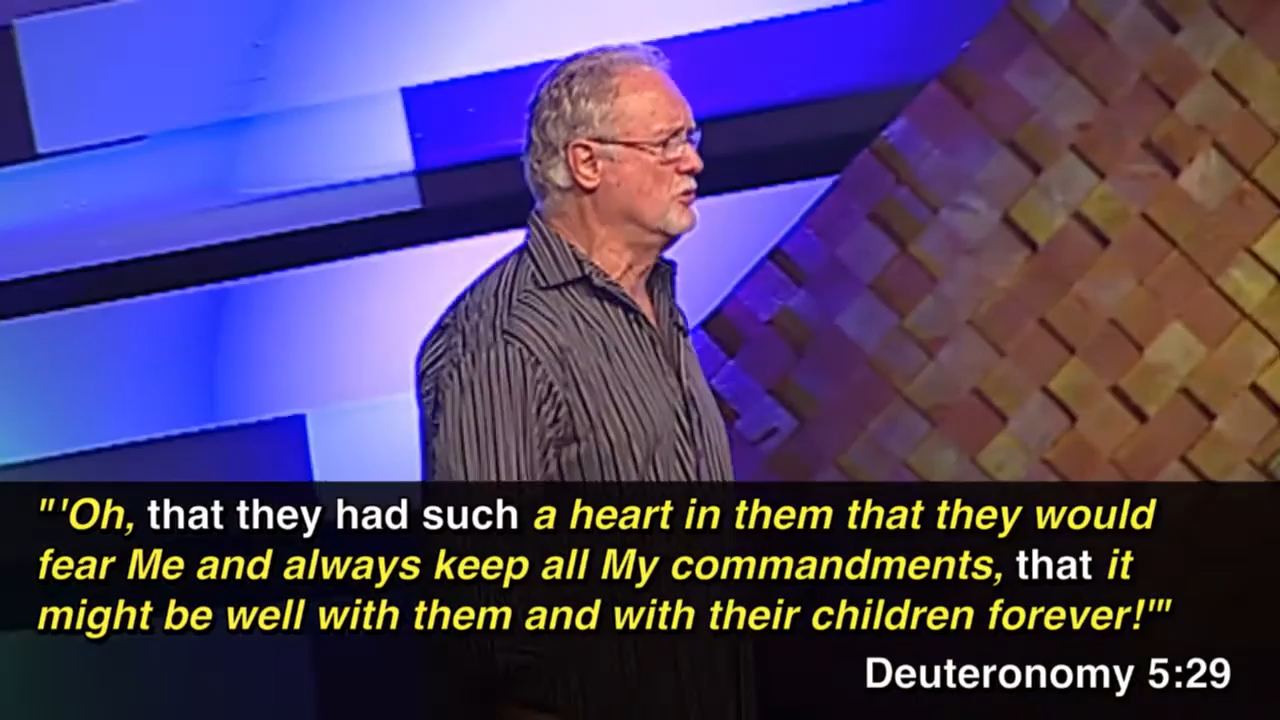 "'Oh, that they had such a heart in them that they would
fear Me and always keep all My commandments, that it
might be well with them and with their children forever!'"
Deuteronomy 5:29